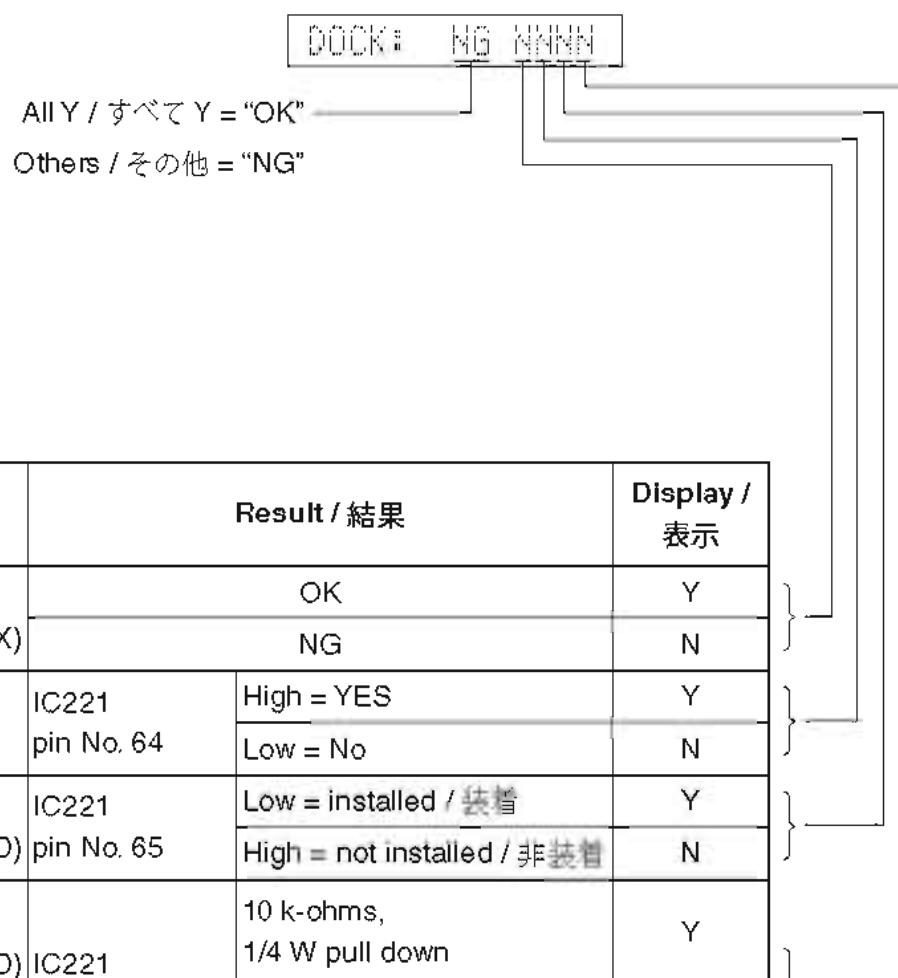 DOCK: NG NNNN
All Y / すべて Y = “OK”
Others / その他 = “NG”
Result / 結果
Display /
表示
OK
Y
X)
NG
N
IC221
pin No. 64
High = YES
Y
Low = No
N
IC221
D) pin No. 65
Low = installed / 装着
Y
High = not installed / 非装着
N
10 k-ohms,
1/4 W pull down
Y
D) IC221